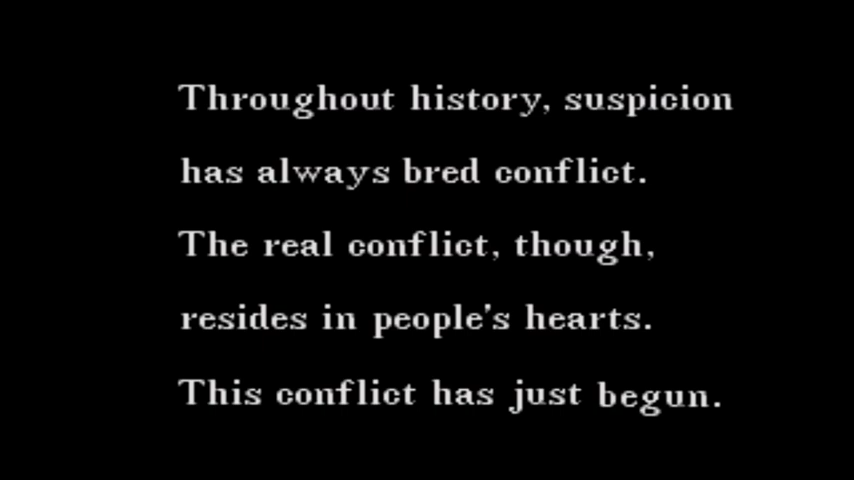 Throughout history, suspicion
has always bred conflict.
The real conflict, though,
resides in people's hearts.
This conflict has just begun.